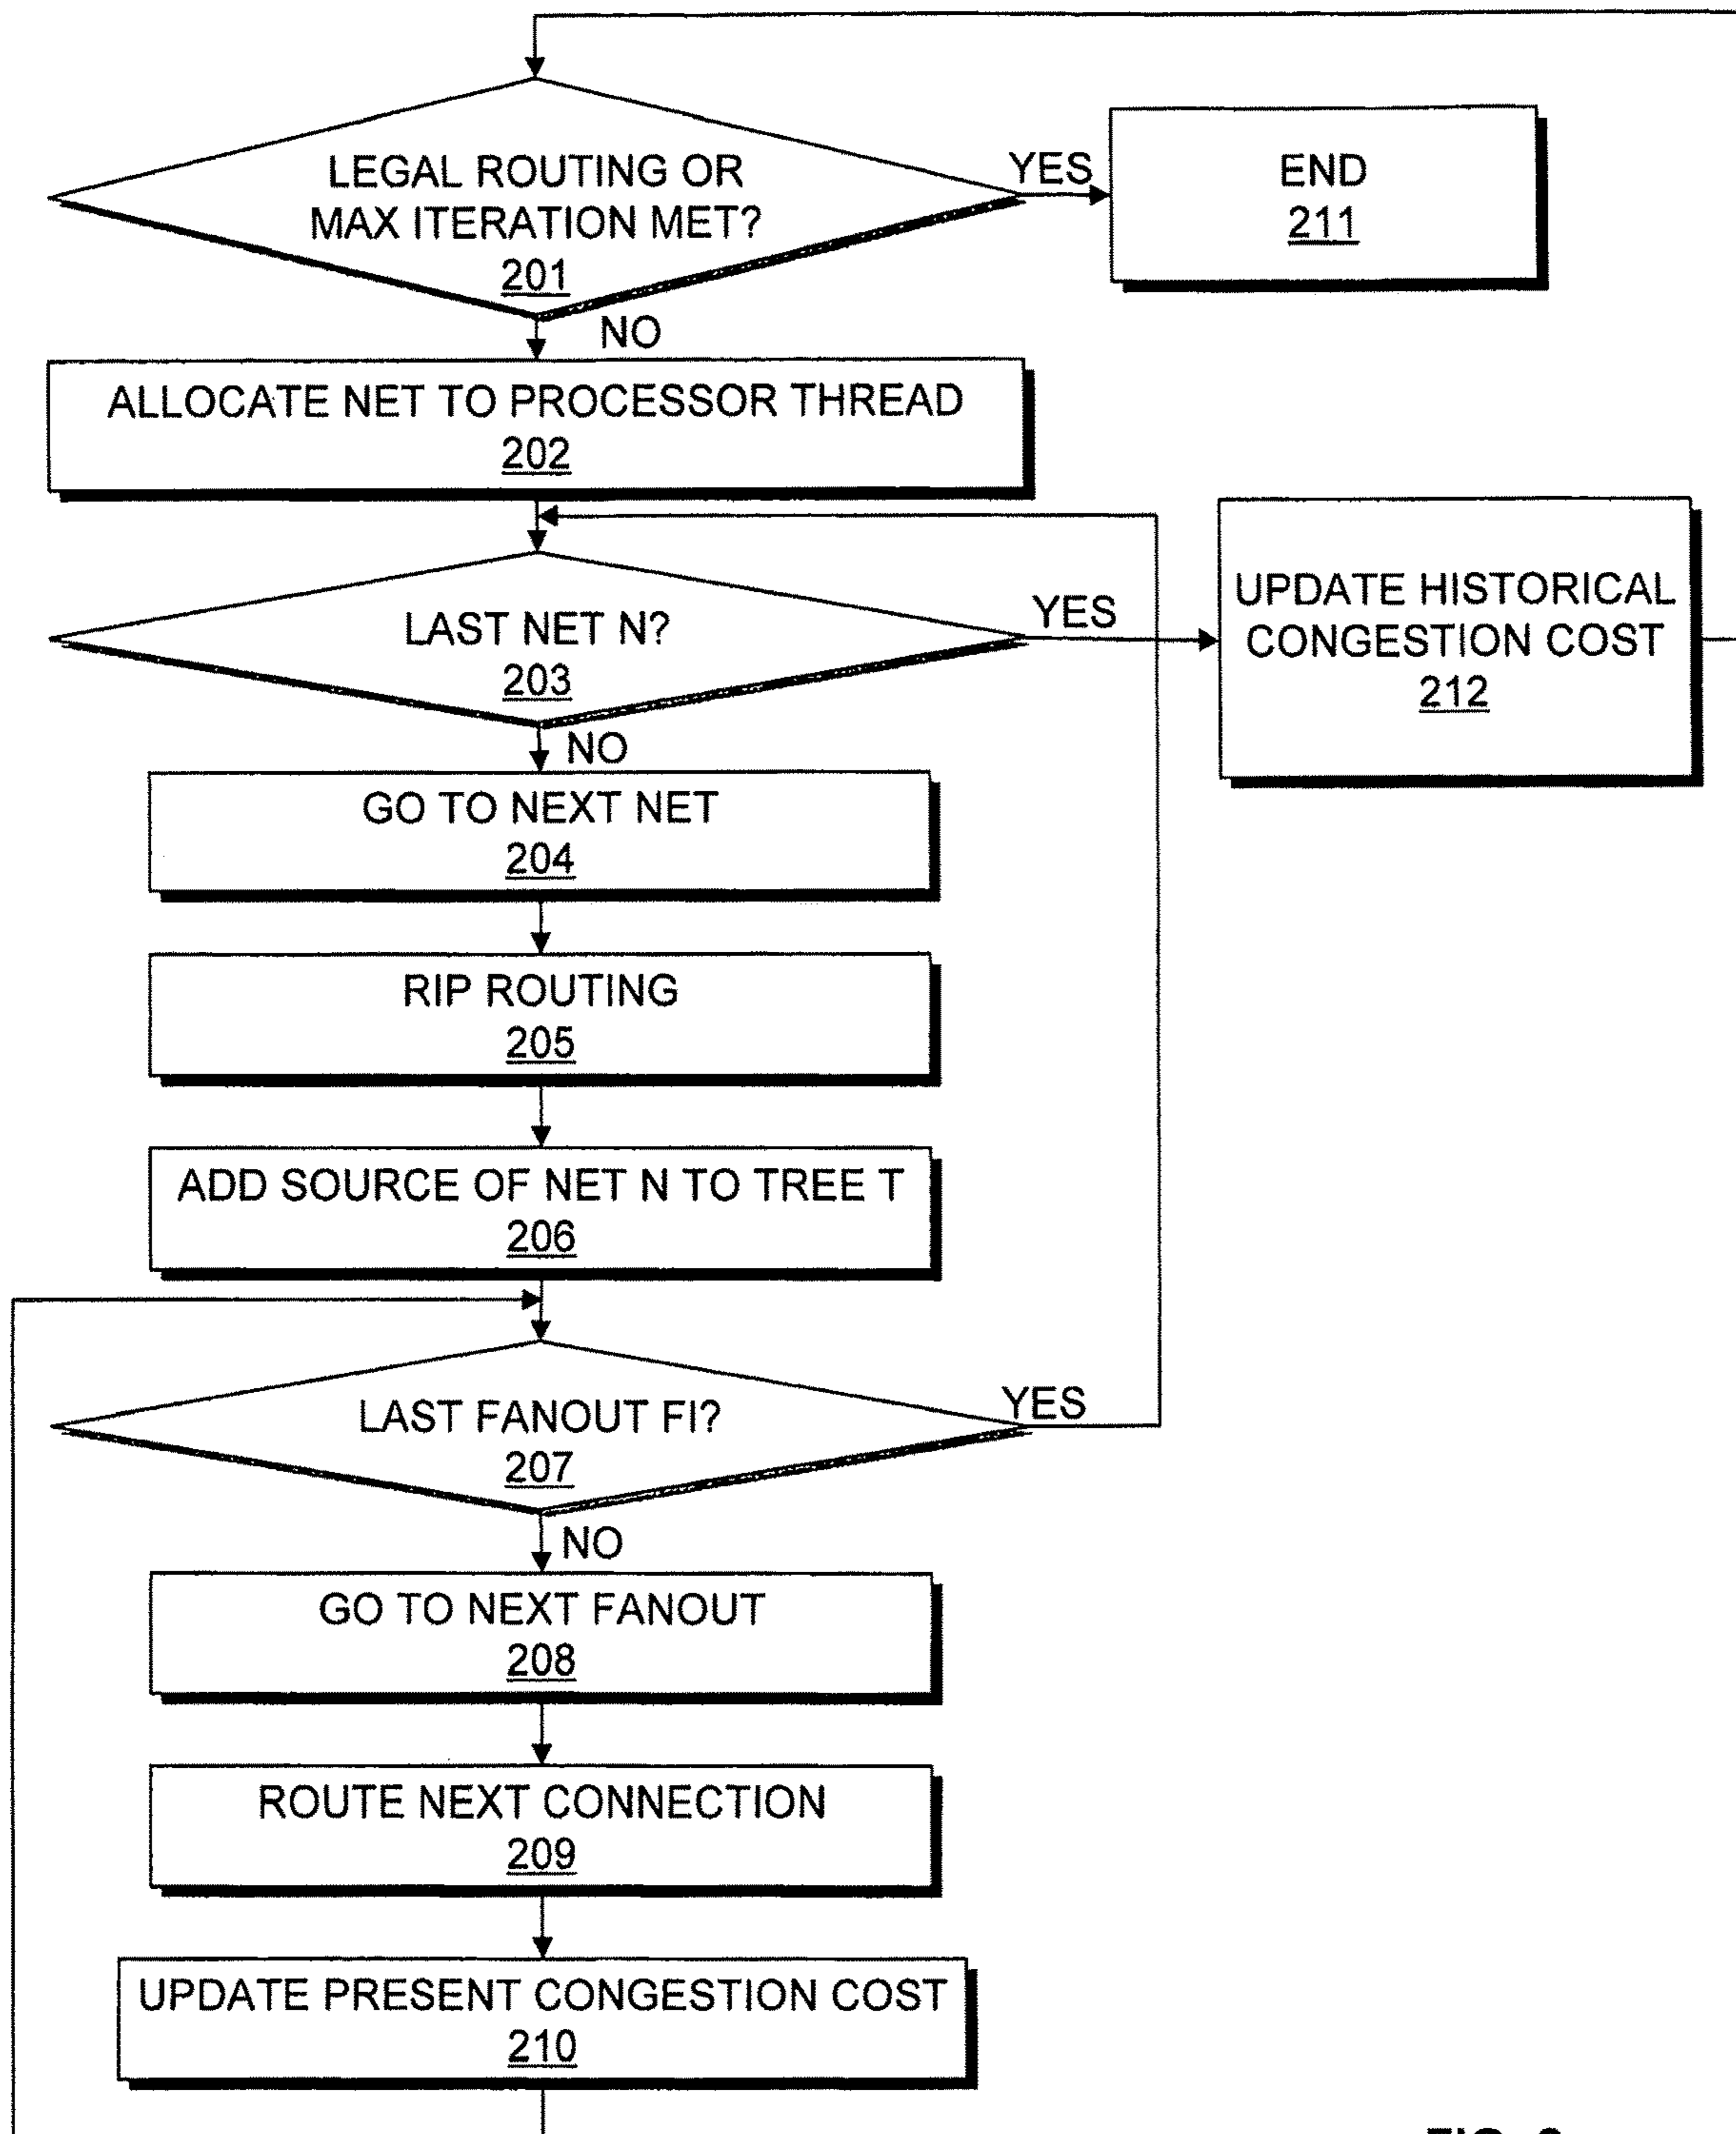 LEGAL ROUTING OR
MAX ITERATION MET?
201
YES
END
211
NO
ALLOCATE NET TO PROCESSOR THREAD
202
LAST NET N?
203
YES
UPDATE HISTORICAL
CONGESTION COST
212
NO
GO TO NEXT NET
204
RIP ROUTING
205
ADD SOURCE OF NET N TO TREE T
206
LAST FANOUT FI?
207
YES
NO
GO TO NEXT FANOUT
208
ROUTE NEXT CONNECTION
209
UPDATE PRESENT CONGESTION COST
210